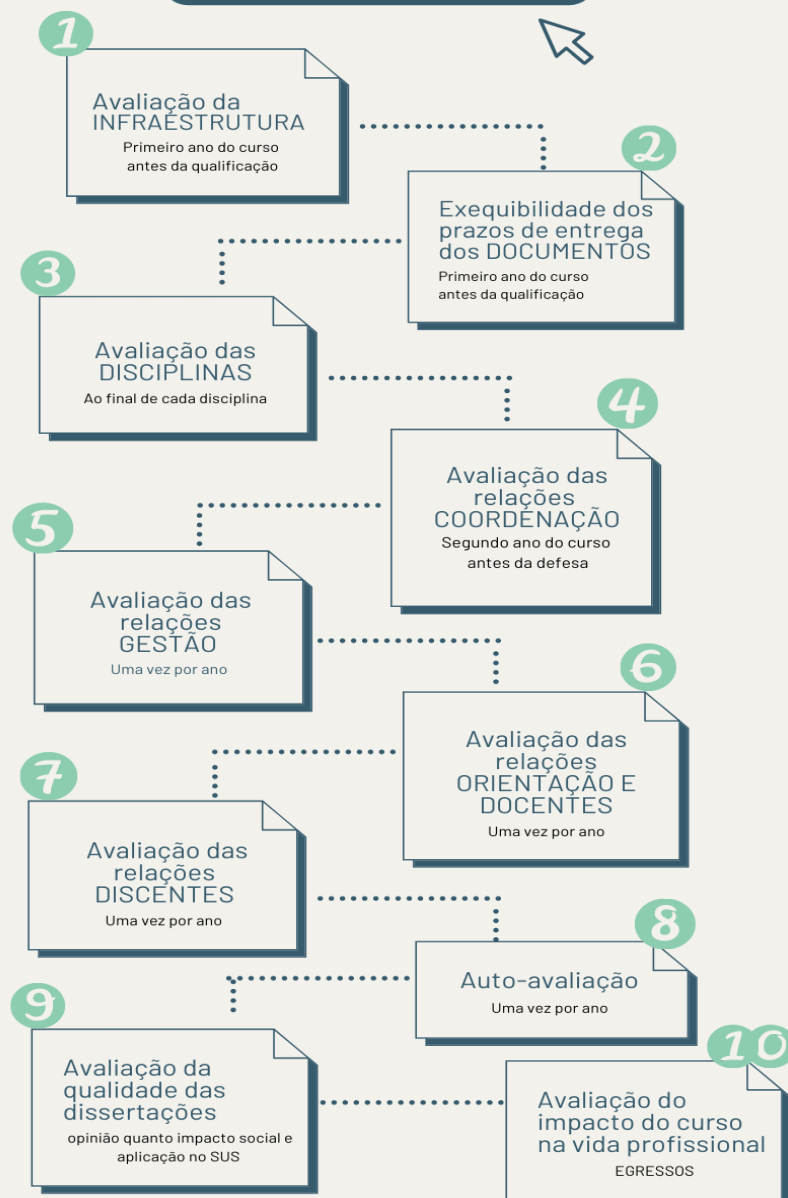 1
Avaliação da
INFRAESTRUTURA
Primeiro ano do curso
antes da qualificação
2
Exequibilidade dos
prazos de entrega
dos DOCUMENTOS
Primeiro ano do curso
antes da qualificação
3
Avaliação das
DISCIPLINAS
Ao final de cada disciplina
4
Avaliação das
relações
COORDENAÇÃO
Segundo ano do curso
antes da defesa
5
Avaliação das
relações
GESTÃO
Uma vez por ano
6
Avaliação das
relações
ORIENTAÇÃO E
DOCENTES
Uma vez por ano
7
Avaliação das
relações
DISCENTES
Uma vez por ano
8
Auto-avaliação
Uma vez por ano
9
Avaliação da
qualidade das
dissertações
opinião quanto impacto social e
aplicação no SUS
10
Avaliação do
impacto do curso
na vida profissional
EGRESSOS